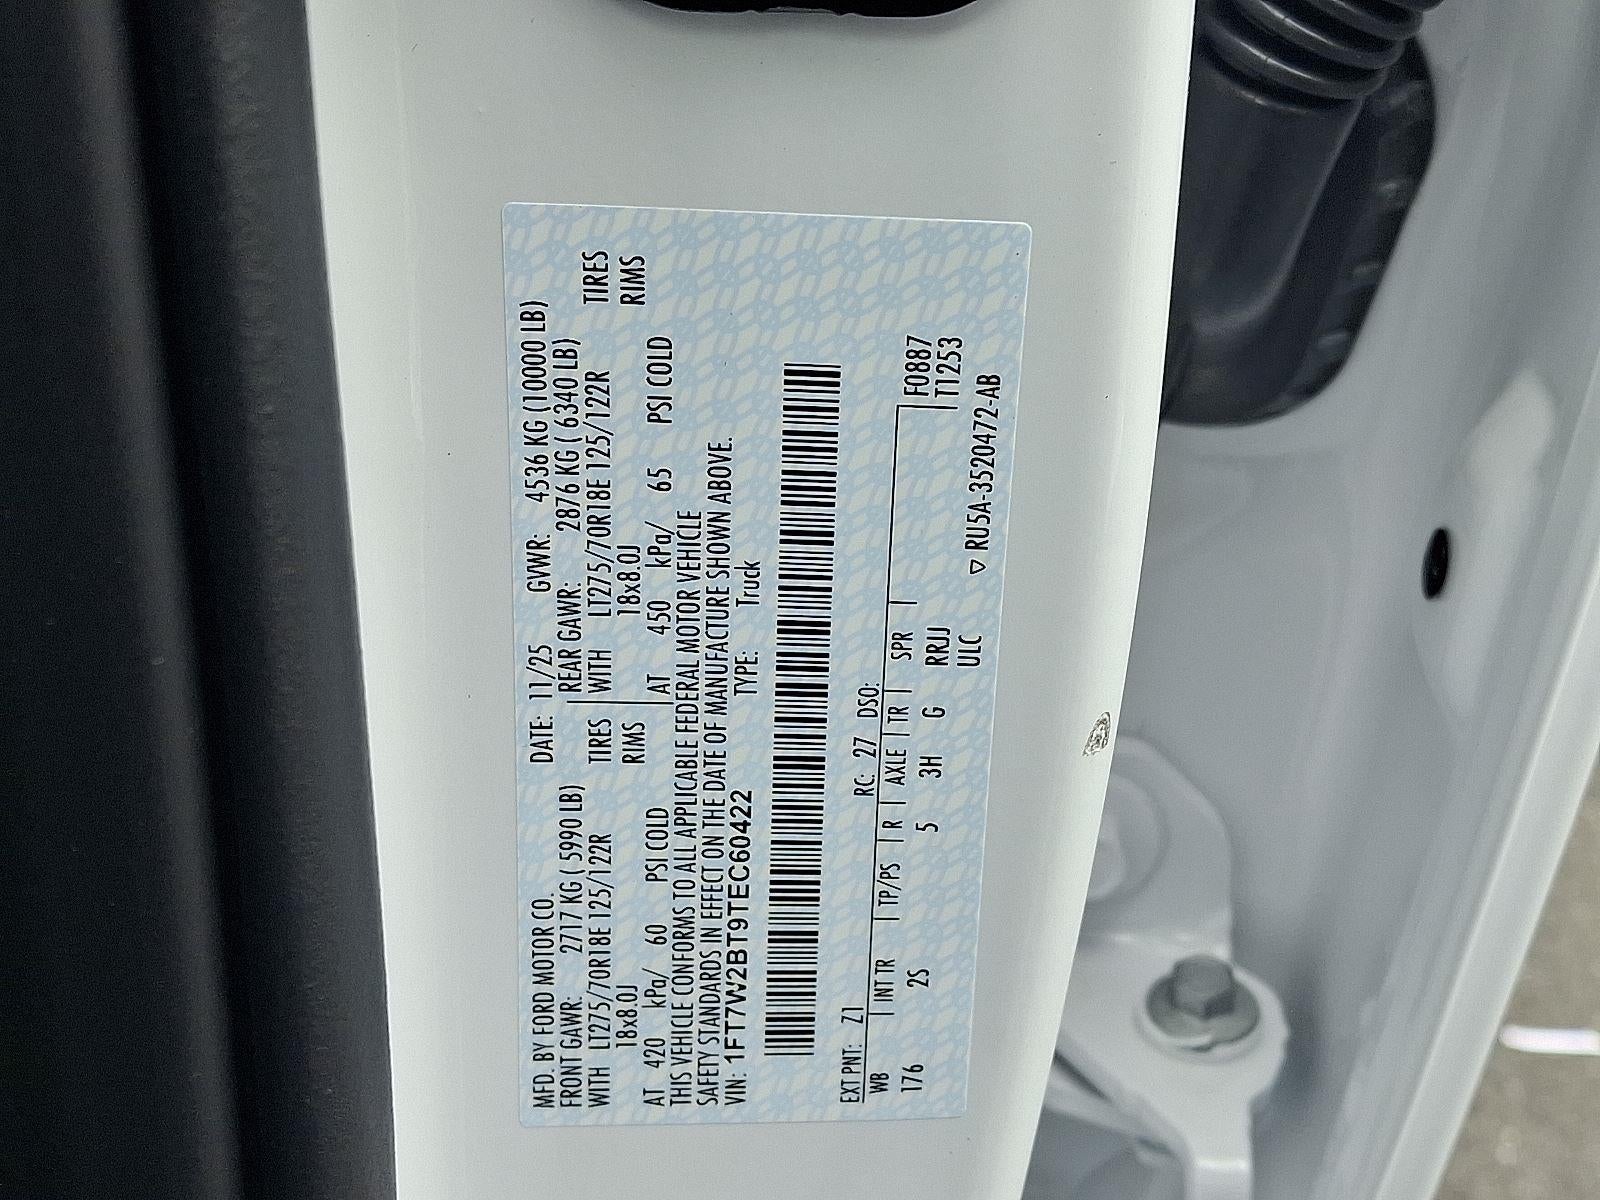 MFD. BY FORD MOTOR CO. DATE: 11/25 GVWR: 4536 KG (10000 LB)
FRONT GAWR: 2717 KG ( 5990 LB) REAR GAWR: 2876 KG ( 6340 LB)
WITH LT275/70R18E 125/122R TIRES WITH LT275/70R18E 125/122R TIRES
18x8.0J RIMS 18x8.0J RIMS
AT 420 kPa/ 60 PSI COLD AT 450 kPa/ 65 PSI COLD
THIS VEHICLE CONFORMS TO ALL APPLICABLE FEDERAL MOTOR VEHICLE
SAFETY STANDARDS IN EFFECT ON THE DATE OF MANUFACTURE SHOWN ABOVE.
VIN: 1FT7W2BT9TEC60422 TYPE: Truck
EXT PNT: Z1 RC: 27 DSO:
WB INT TR TP/PS R AXLE TR SPR F0887
176 2S 5 3H G RRJJ T1253
ULC
▽ RU5A-3520472-AB